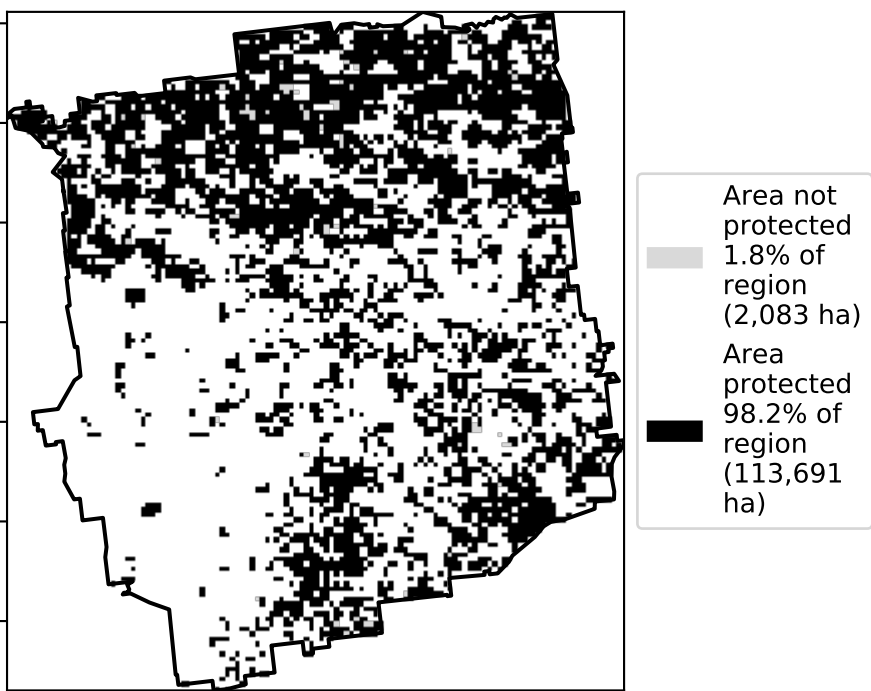 Area not
protected
1.8% of
region
(2,083 ha)
Area
protected
98.2% of
region
(113,691
ha)